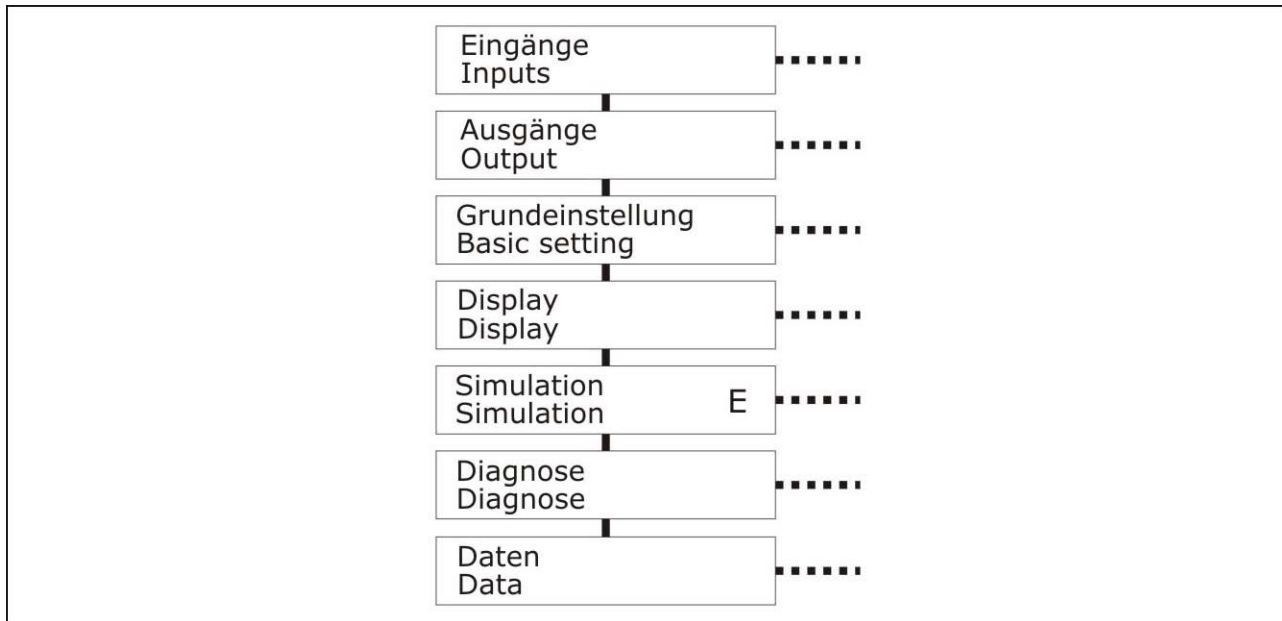 Eingänge
Inputs
Ausgänge
Output
Grundeinstellung
Basic setting
Display
Display
Simulation
Simulation
E
Diagnose
Diagnose
Daten
Data